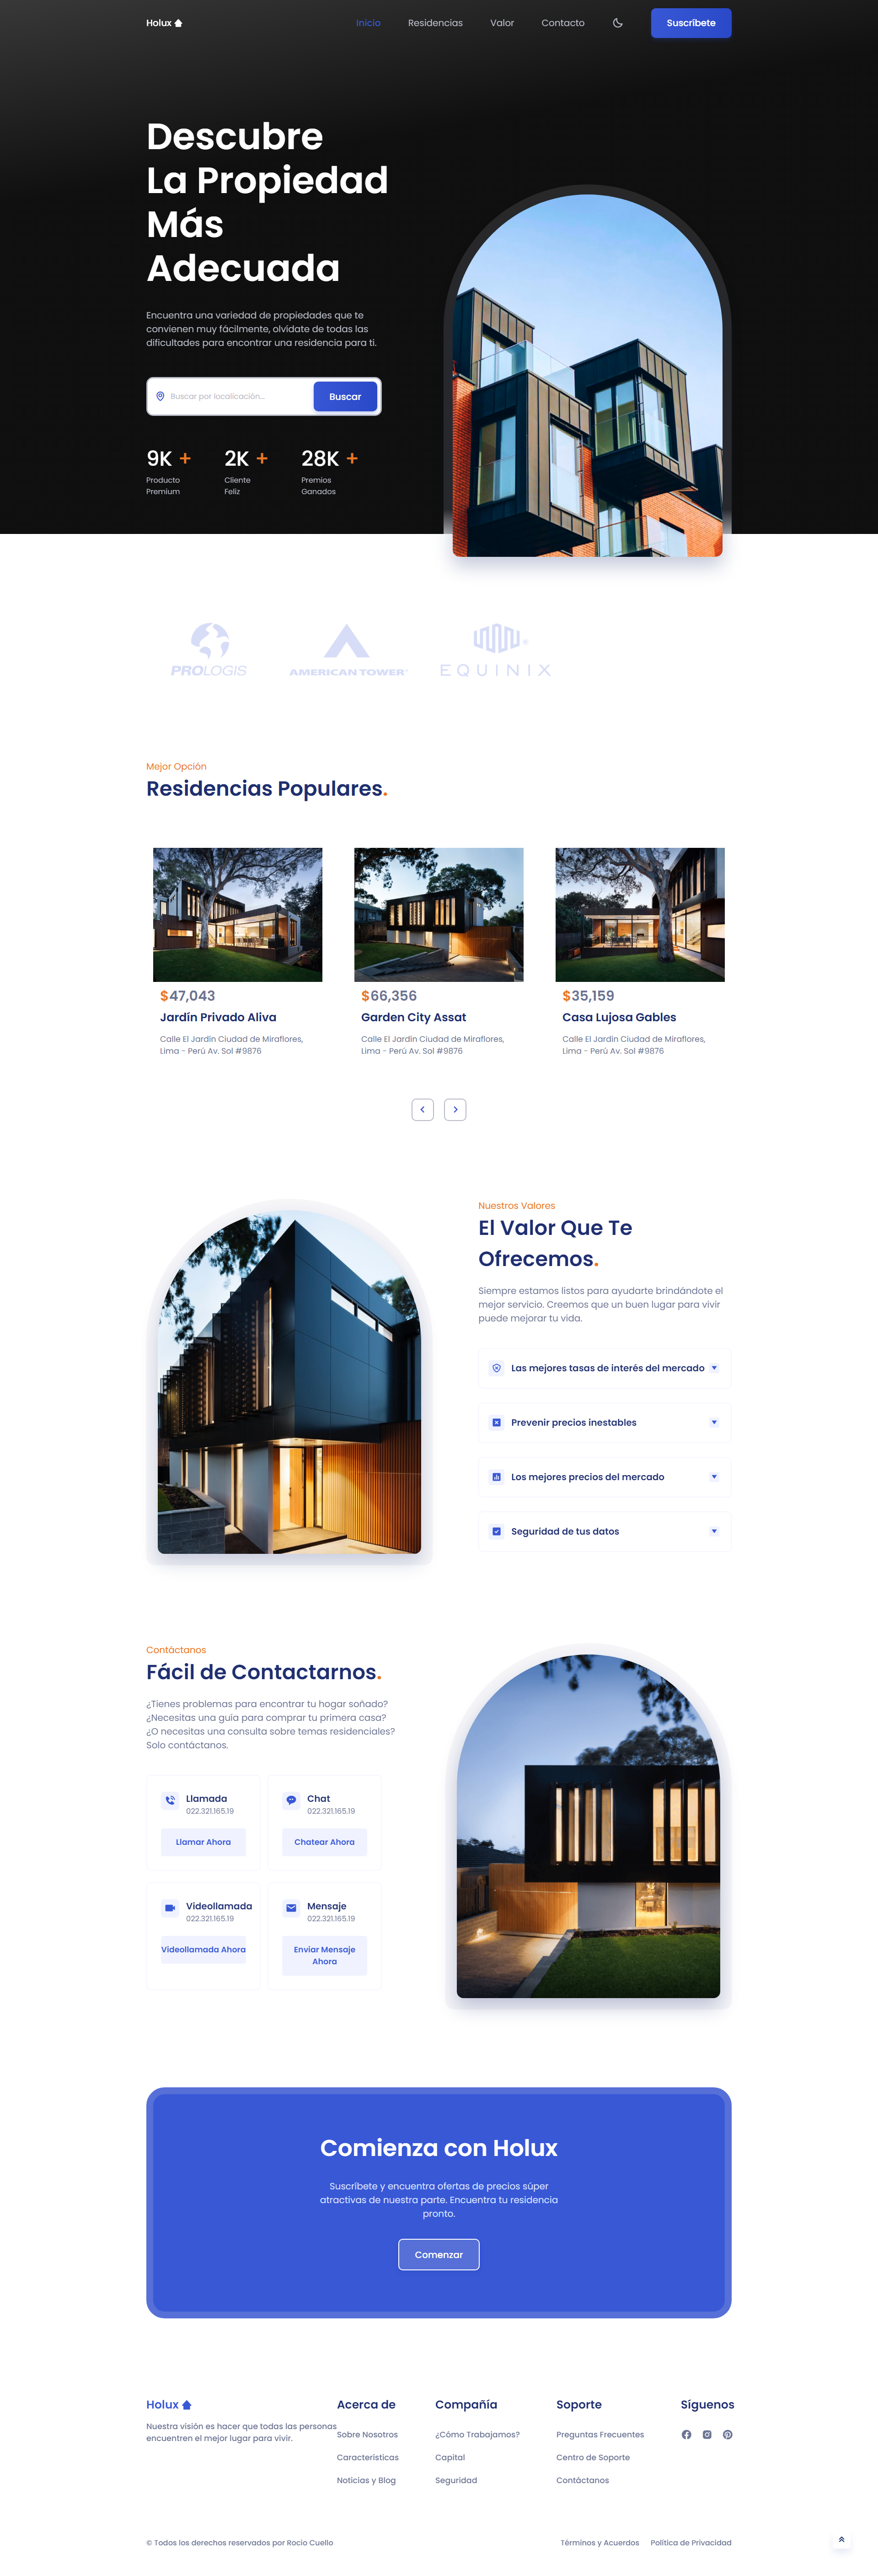 Holux
Inicio
Residencias
Valor
Contacto
Suscribete
Descubre
La Propiedad
Más
Adecuada
Encuentra una variedad de propiedades que te
convienen muy fácilmente, olvidate de todas las
dificultades para encontrar una residencia para ti.
Buscar por localicación...
Buscar
9K +
Producto
Premium
2K +
Cliente
Feliz
28K +
Premios
Ganados
PROLOGIS
AMERICAN TOWER®
EQUINIX®
Mejor Opción
Residencias Populares.
$47,043
Jardín Privado Aliva
Calle El Jardín Ciudad de Miraflores,
Lima - Perú Av. Sol #9876
$66,356
Garden City Assat
Calle El Jardín Ciudad de Miraflores,
Lima - Perú Av. Sol #9876
$35,159
Casa Lujosa Gables
Calle El Jardín Ciudad de Miraflores,
Lima - Perú Av. Sol #9876
Nuestros Valores
El Valor Que Te
Ofrecemos.
Siempre estamos listos para ayudarte brindándote el
mejor servicio. Creemos que un buen lugar para vivir
puede mejorar tu vida.
Las mejores tasas de interés del mercado
Prevenir precios inestables
Los mejores precios del mercado
Seguridad de tus datos
Contáctanos
Fácil de Contactarnos.
¿Tienes problemas para encontrar tu hogar soñado?
¿Necesitas una guía para comprar tu primera casa?
¿O necesitas una consulta sobre temas residenciales?
Solo contáctanos.
Llamada
022.321.165.19
Llamar Ahora
Chat
022.321.165.19
Chatear Ahora
Videollamada
022.321.165.19
Videollamada Ahora
Mensaje
022.321.165.19
Enviar Mensaje
Ahora
Comienza con Holux
Suscríbete y encuentra ofertas de precios súper
atractivas de nuestra parte. Encuentra tu residencia
pronto.
Comenzar
Holux
Nuestra visión es hacer que todas las personas
encuentren el mejor lugar para vivir.
Acerca de
Sobre Nosotros
Características
Noticias y Blog
Compañía
¿Cómo Trabajamos?
Capital
Seguridad
Soporte
Preguntas Frecuentes
Centro de Soporte
Contáctanos
Síguenos
© Todos los derechos reservados por Rocio Cuello
Términos y Acuerdos
Política de Privacidad